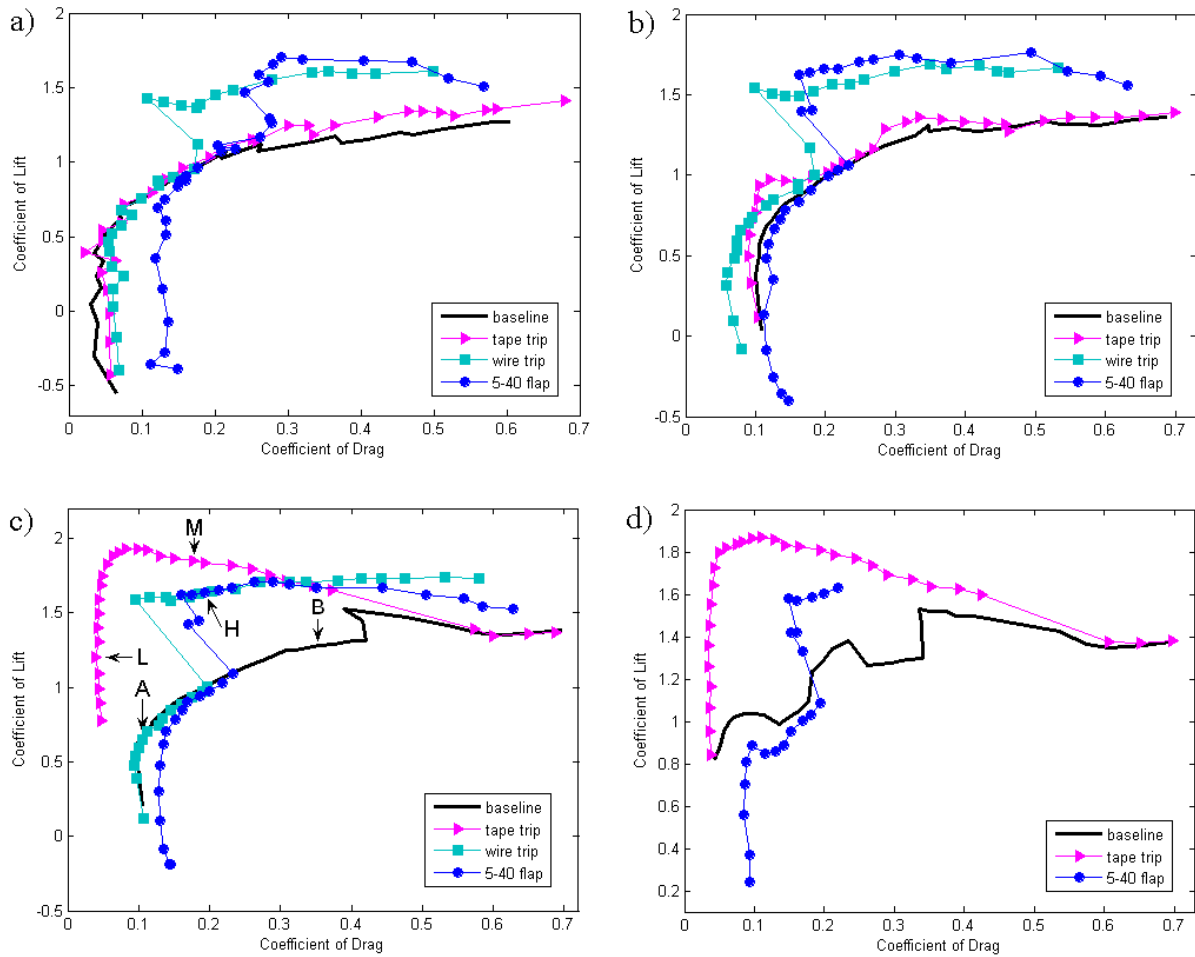 a)
2
1.5
1
0.5
0
-0.5
Coefficient of Lift
0 0.1 0.2 0.3 0.4 0.5 0.6 0.7
Coefficient of Drag
baseline
tape trip
wire trip
5-40 flap
b)
2
1.5
1
0.5
0
-0.5
Coefficient of Lift
0 0.1 0.2 0.3 0.4 0.5 0.6 0.7
Coefficient of Drag
baseline
tape trip
wire trip
5-40 flap
c)
2
1.5
1
0.5
0
-0.5
Coefficient of Lift
M
H
B
L
A
0 0.1 0.2 0.3 0.4 0.5 0.6 0.7
Coefficient of Drag
baseline
tape trip
wire trip
5-40 flap
d)
2
1.8
1.6
1.4
1.2
1
0.8
0.6
0.4
0.2
Coefficient of Lift
0 0.1 0.2 0.3 0.4 0.5 0.6 0.7
Coefficient of Drag
baseline
tape trip
5-40 flap